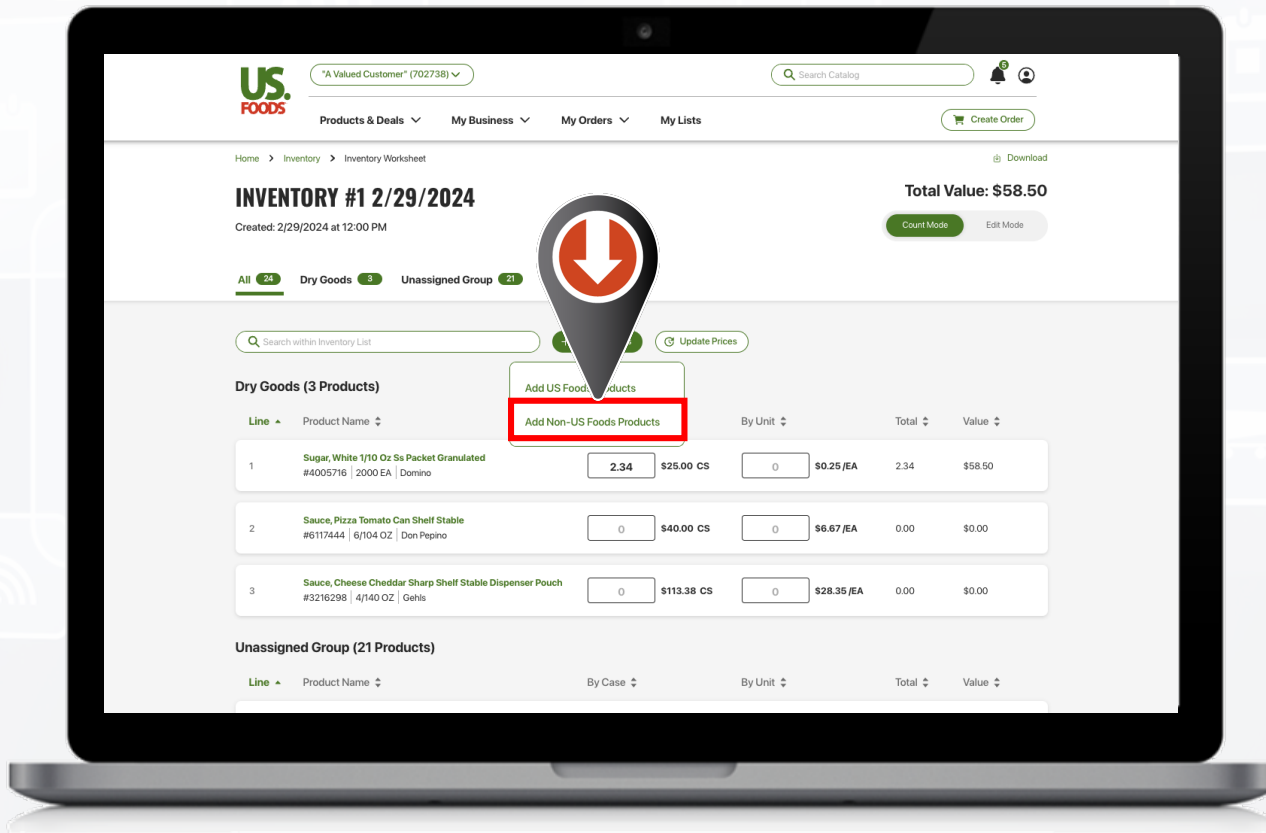 US.
FOODS
"A Valued Customer" (702738)
Search Catalog
5
Products & Deals
My Business
My Orders
My Lists
Create Order
Home > Inventory > Inventory Worksheet
Download
INVENTORY #1 2/29/2024
Total Value: $58.50
Created: 2/29/2024 at 12:00 PM
Count Mode
Edit Mode
All 24
Dry Goods 3
Unassigned Group 21
Search within Inventory List
Update Prices
Add US Foods
Dry Goods (3 Products)
Add Non-US Foods Products
Line Product Name By Unit Total Value
1 Sugar, White 1/10 Oz Ss Packet Granulated
#4005716 | 2000 EA | Domino
2.34 $25.00 CS 0 $0.25 /EA 2.34 $58.50
2 Sauce, Pizza Tomato Can Shelf Stable
#6117444 | 6/104 OZ | Don Pepino
0 $40.00 CS 0 $6.67 /EA 0.00 $0.00
3 Sauce, Cheese Cheddar Sharp Shelf Stable Dispenser Pouch
#3216298 | 4/140 OZ | Gehls
0 $113.38 CS 0 $28.35 /EA 0.00 $0.00
Unassigned Group (21 Products)
Line Product Name By Case By Unit Total Value